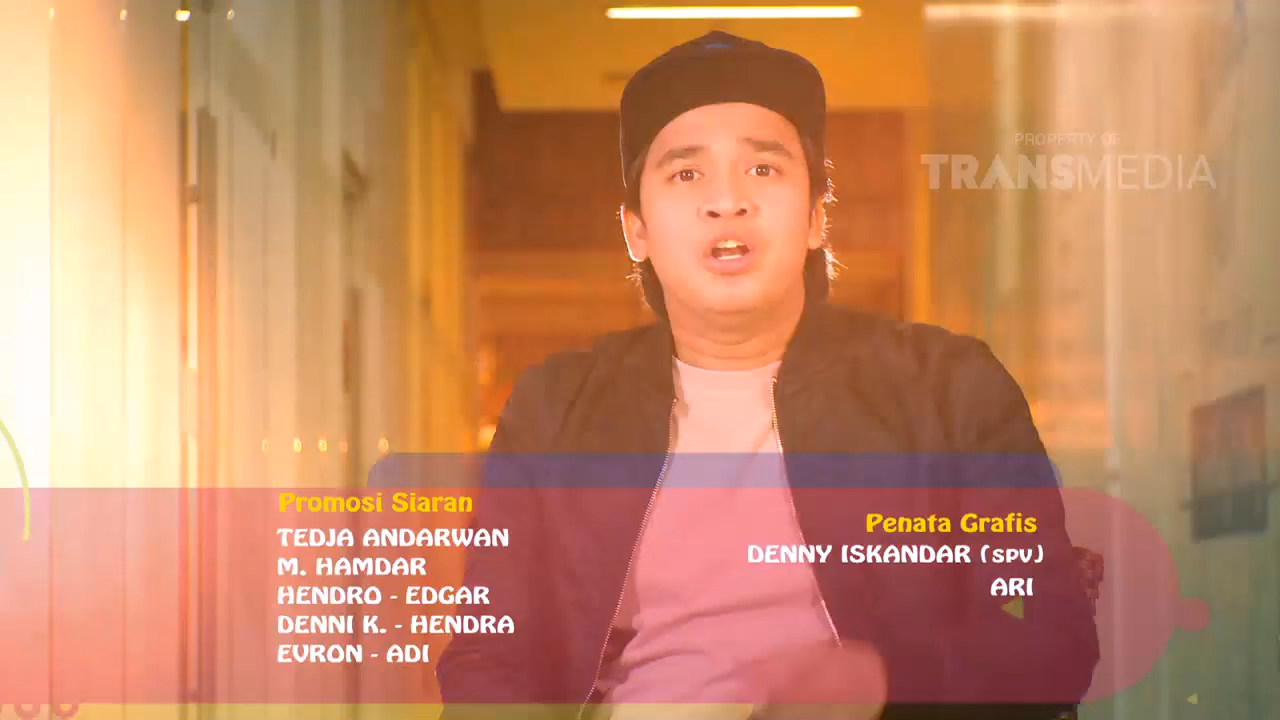 PROPERTY OF
TRANSMEDIA
Promosi Siaran
TEDJA ANDARWAN
M. HAMDAR
HENDRO - EDGAR
DENNI K. - HENDRA
EVRON - ADI
Penata Grafis
DENNY ISKANDAR (SPV)
ARI